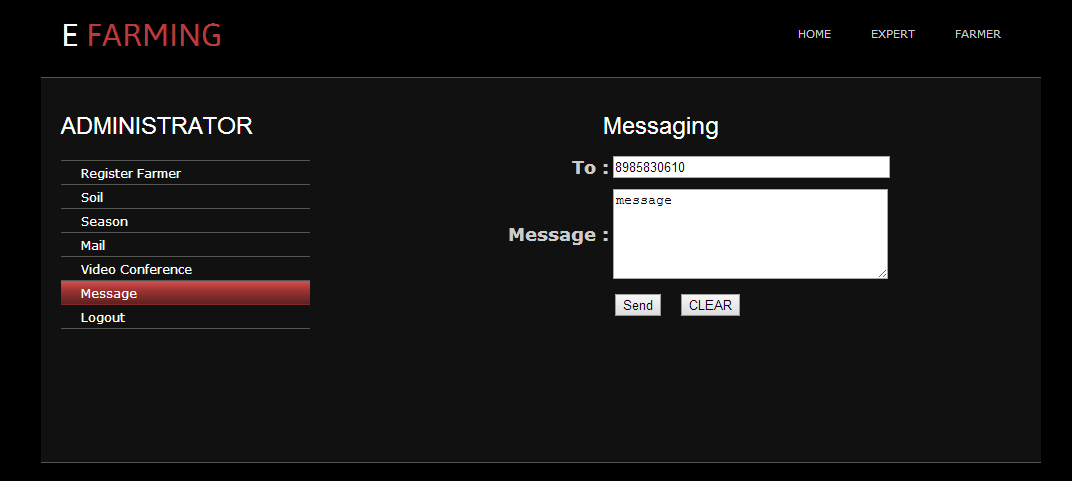 E FARMING
HOME EXPERT FARMER
ADMINISTRATOR
Register Farmer
Soil
Season
Mail
Video Conference
Message
Logout
Messaging
To : 8985830610
Message : message
Send CLEAR